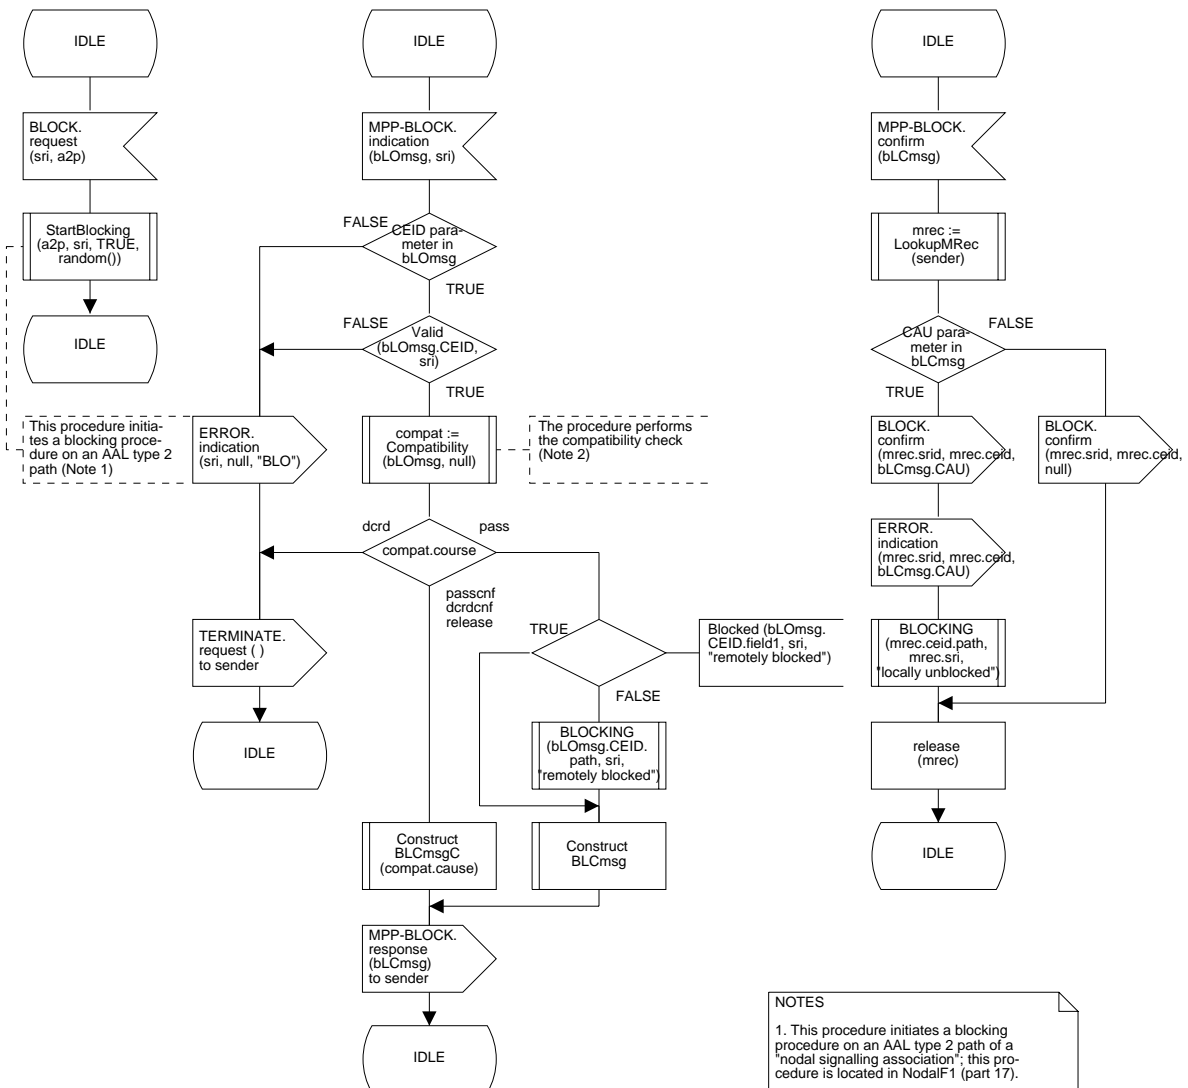 IDLE
BLOCK.
request
(sri, a2p)
StartBlocking
(a2p, sri, TRUE,
random())
IDLE
This procedure initia-
tes a blocking proce-
dure on an AAL type 2
path (Note 1)
IDLE
MPP-BLOCK.
indication
(bLOmsg, sri)
FALSE
CEID para-
meter in
bLOmsg
TRUE
FALSE
Valid
(bLOmsg.CEID,
sri)
TRUE
ERROR.
indication
(sri, null, "BLO")
compat :=
Compatibility
(bLOmsg, null)
The procedure performs
the compatibility check
(Note 2)
dcrd
compat.course
pass
passcnf
dcrdcnf
release
TERMINATE.
request ( )
to sender
IDLE
TRUE
Blocked (bLOmsg.
CEID.field1, sri,
"remotely blocked")
FALSE
BLOCKING
(bLOmsg.CEID.
path, sri,
"remotely blocked")
Construct
BLCmsgC
(compat.cause)
Construct
BLCmsg
MPP-BLOCK.
response
(bLCmsg)
to sender
IDLE
IDLE
MPP-BLOCK.
confirm
(bLCmsg)
mrec :=
LookupMRec
(sender)
CAU para-
meter in
bLCmsg
FALSE
TRUE
BLOCK.
confirm
(mrec.srid, mrec.ceid,
bLCmsg.CAU)
BLOCK.
confirm
(mrec.srid, mrec.ceid,
null)
ERROR.
indication
(mrec.srid, mrec.ceid,
bLCmsg.CAU)
BLOCKING
(mrec.ceid.path,
mrec.sri,
"locally unblocked")
release
(mrec)
IDLE
NOTES
1. This procedure initiates a blocking
procedure on an AAL type 2 path of a
"nodal signalling association"; this pro-
cedure is located in NodalF1 (part 17).